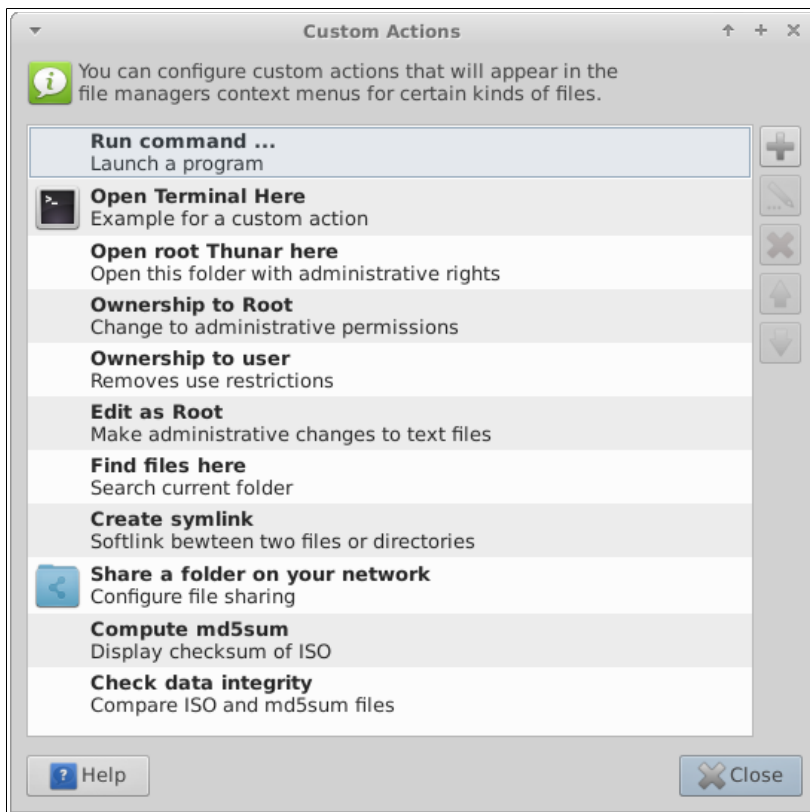 Custom Actions
You can configure custom actions that will appear in the
file managers context menus for certain kinds of files.
Run command ...
Launch a program
Open Terminal Here
Example for a custom action
Open root Thunar here
Open this folder with administrative rights
Ownership to Root
Change to administrative permissions
Ownership to user
Removes use restrictions
Edit as Root
Make administrative changes to text files
Find files here
Search current folder
Create symlink
Softlink bewteen two files or directories
Share a folder on your network
Configure file sharing
Compute md5sum
Display checksum of ISO
Check data integrity
Compare ISO and md5sum files
Help
Close